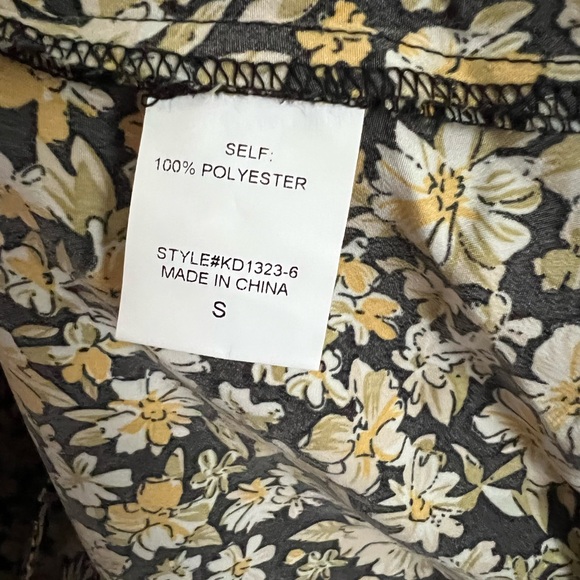 SELF:
100% POLYESTER
STYLE#KD1323-6
MADE IN CHINA
S